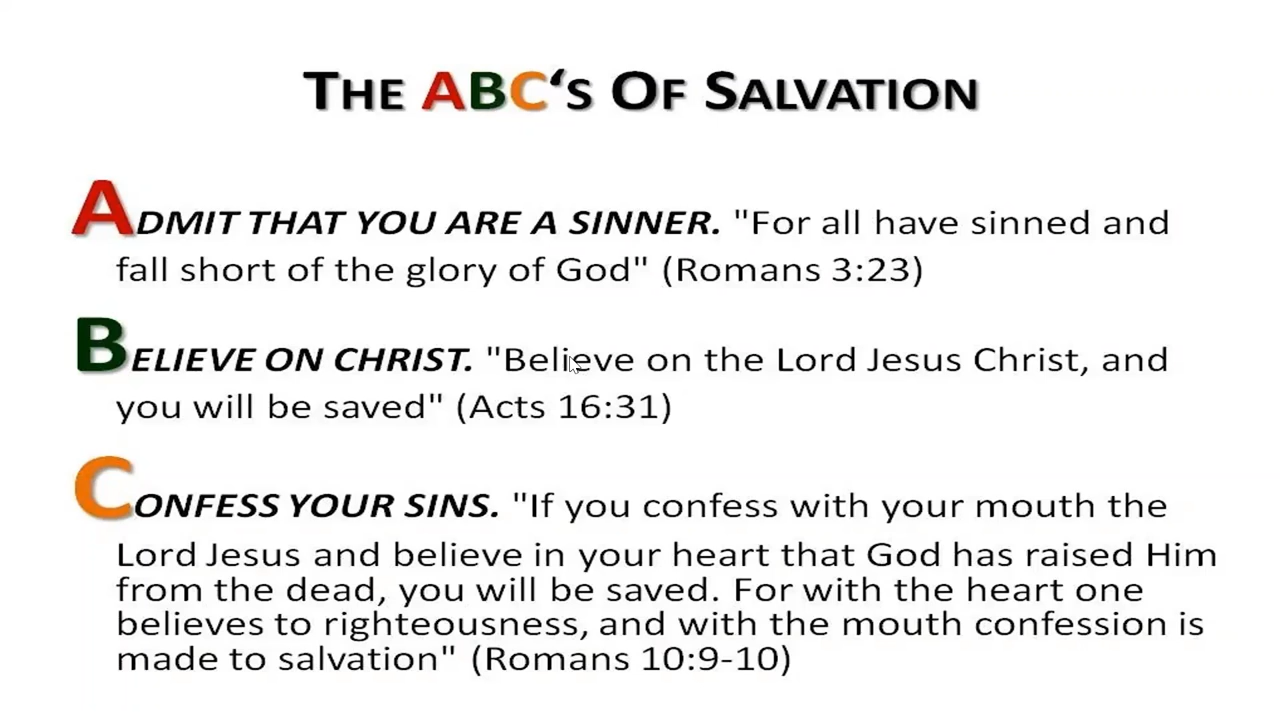 THE ABC‘S OF SALVATION
ADMIT THAT YOU ARE A SINNER. "For all have sinned and
fall short of the glory of God" (Romans 3:23)
BELIEVE ON CHRIST. "Believe on the Lord Jesus Christ, and
you will be saved" (Acts 16:31)
CONFESS YOUR SINS. "If you confess with your mouth the
Lord Jesus and believe in your heart that God has raised Him
from the dead, you will be saved. For with the heart one
believes to righteousness, and with the mouth confession is
made to salvation" (Romans 10:9-10)